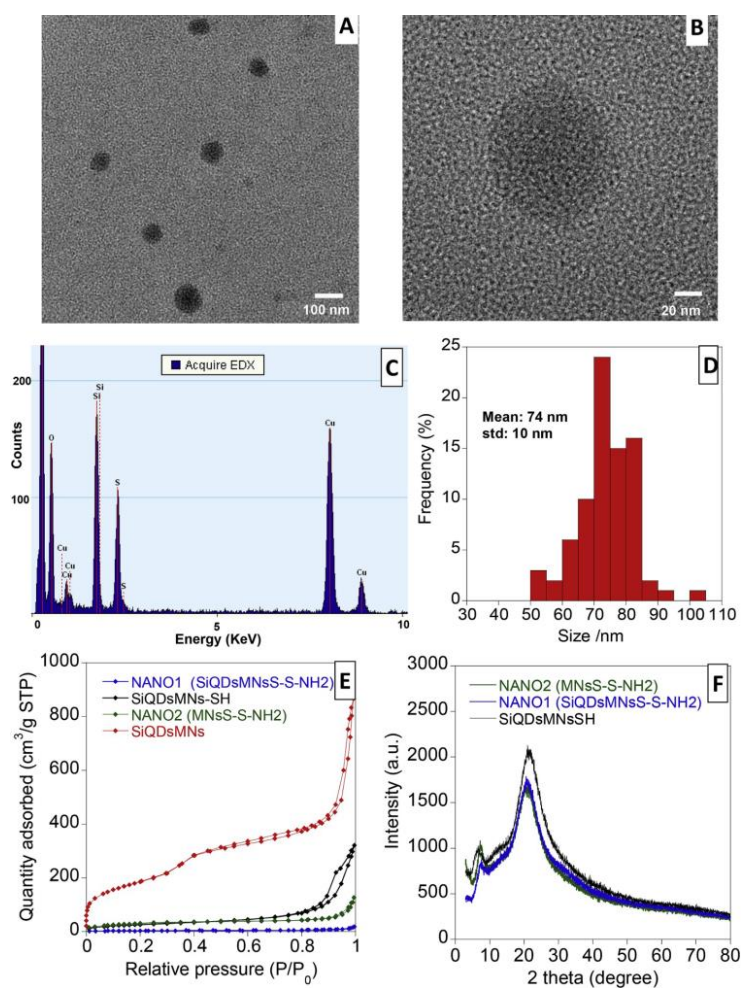 A
100 nm
B
20 nm
C
Acquire EDX
200
100
Counts
O
Cu
Cu
Cu
Si
Si
S
S
Cu
Cu
0
5
10
Energy (KeV)
D
25
20
15
10
5
0
Frequency (%)
Mean: 74 nm
std: 10 nm
30 40 50 60 70 80 90 100 110
Size /nm
E
1000
800
600
400
200
0
Quantity adsorbed (cm³/g STP)
NANO1 (SiQDsMNsS-S-NH2)
SiQDsMNs-SH
NANO2 (MNsS-S-NH2)
SiQDsMNs
0 0.2 0.4 0.6 0.8 1
Relative pressure (P/P₀)
F
3000
2500
2000
1500
1000
500
0
Intensity (a.u.)
NANO2 (MNsS-S-NH2)
NANO1 (SiQDsMNsS-S-NH2)
SiQDsMNsSH
0 10 20 30 40 50 60 70 80
2 theta (degree)